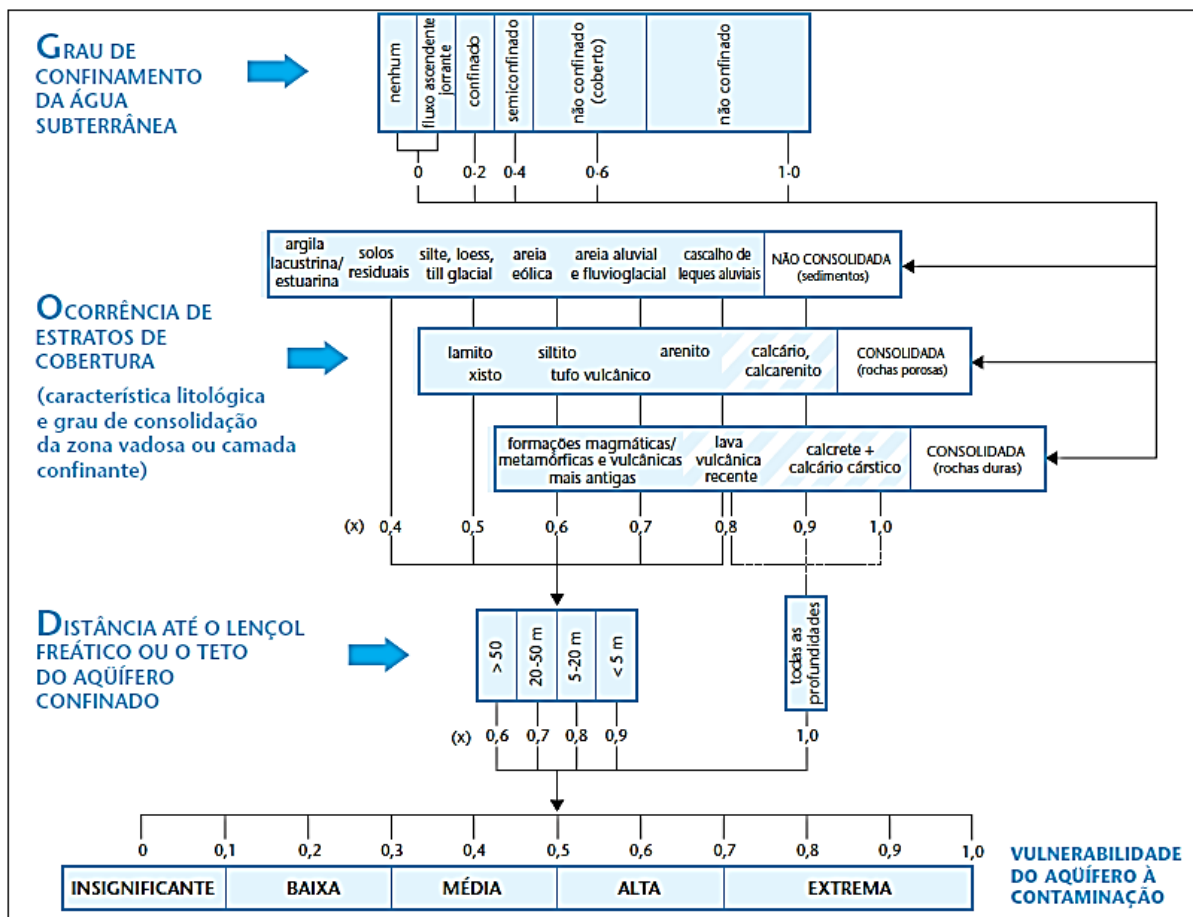 GRAU DE
CONFINAMENTO
DA ÁGUA
SUBTERRÂNEA
nenhum
fluxo ascendente
jorrante
confinado
semiconfinado
não confinado
(coberto)
não confinado
0
0-2
0-4
0-6
1-0
OCORRÊNCIA DE
ESTRATOS DE
COBERTURA
(característica litológica
e grau de consolidação
da zona vadosa ou camada
confinante)
argila
lacustrina/
estuarina
solos
residuais
silte, loess,
till glacial
areia
eólica
areia aluvial
e fluvioglacial
cascalho de
leques aluviais
NÃO CONSOLIDADA
(sedimentos)
lamito
xisto
siltito
tufo vulcânico
arenito
calcário,
calcarenito
CONSOLIDADA
(rochas porosas)
formações magmáticas/
metamórficas e vulcânicas
mais antigas
lava
vulcânica
recente
calcrete +
calcário cárstico
CONSOLIDADA
(rochas duras)
(x) 0,4 0,5 0,6 0,7 0,8 0,9 1,0
DISTÂNCIA ATÉ O LENÇOL
FREÁTICO OU O TETO
DO AQÜÍFERO
CONFINADO
> 50
20-50 m
5-20 m
< 5 m
todas as
profundidades
(x) 0,6 0,7 0,8 0,9 1,0
0 0,1 0,2 0,3 0,4 0,5 0,6 0,7 0,8 0,9 1,0
INSIGNIFICANTE BAIXA MÉDIA ALTA EXTREMA
VULNERABILIDADE
DO AQÜÍFERO À
CONTAMINAÇÃO